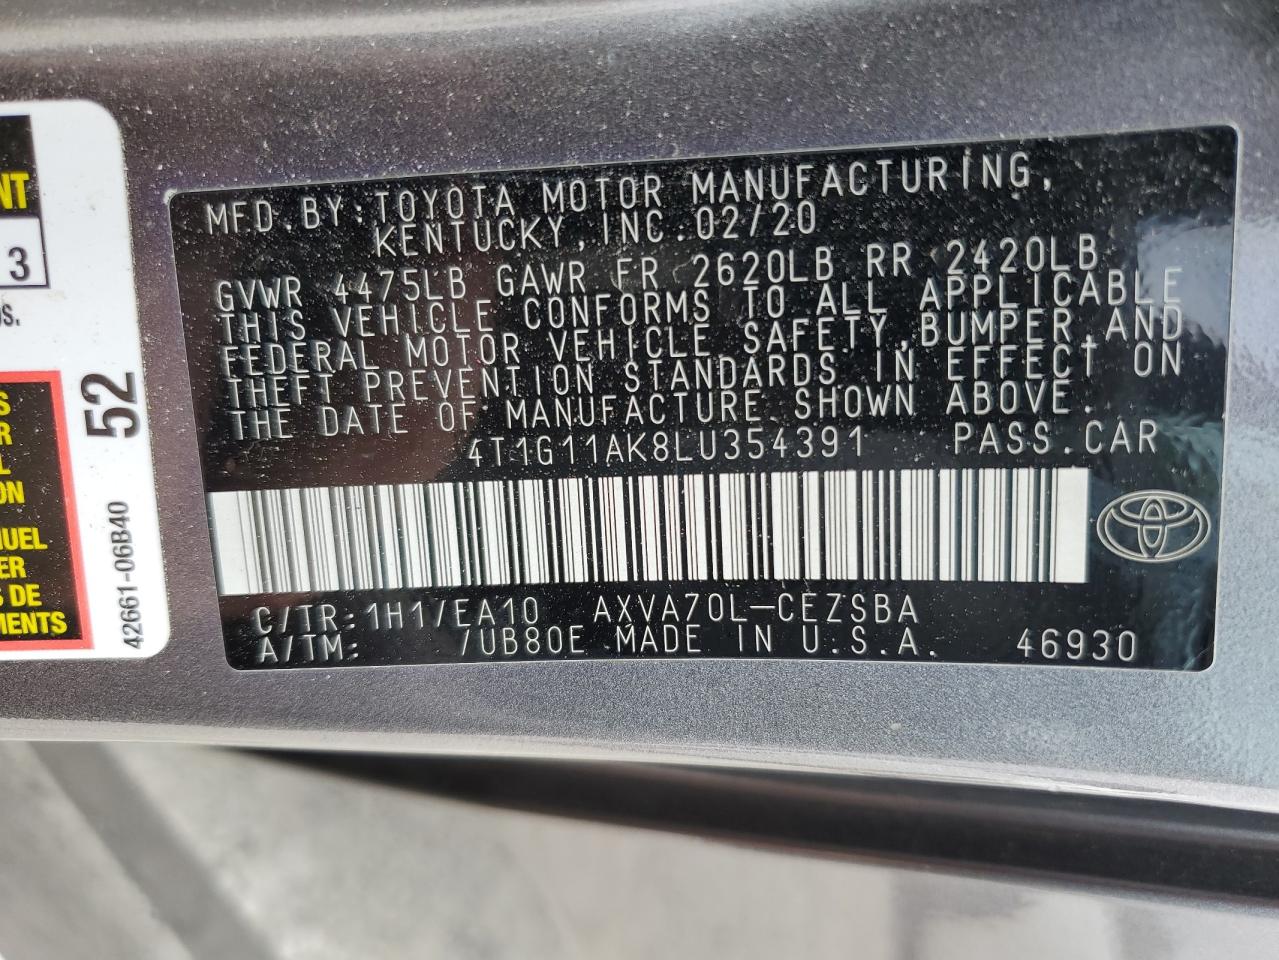 NT
3
DS.
S
R
L
ON
NUEL
ER
S DE
MENTS
52
42661-06B40
MFD. BY: TOYOTA MOTOR MANUFACTURING,
KENTUCKY, INC. 02/20
GVWR 4475LB GAWR FR 2620LB RR 2420LB
THIS VEHICLE CONFORMS TO ALL APPLICABLE
FEDERAL MOTOR VEHICLE SAFETY, BUMPER, AND
THEFT PREVENTION STANDARDS IN EFFECT ON
THE DATE OF MANUFACTURE SHOWN ABOVE.
4T1G11AK8LU354391 PASS. CAR
C/TR: 1H1/EA10 AXVA70L-CEZSBA
A/TM: /UB80E MADE IN U.S.A. 46930